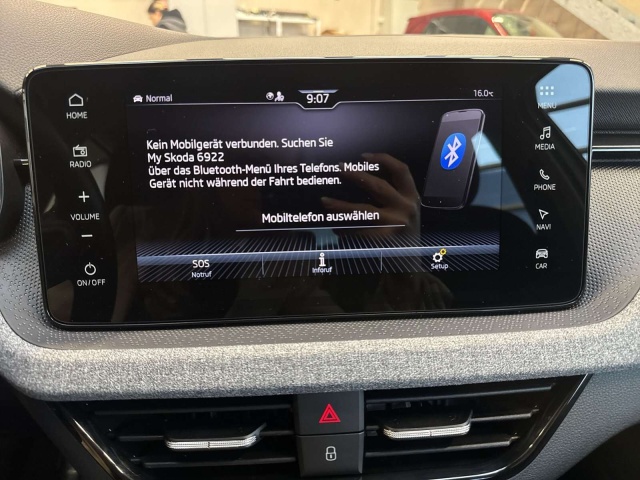 HOME
RADIO
+
VOLUME
−
ON/OFF
Normal
9:07
16.0°C
Kein Mobilgerät verbunden. Suchen Sie
My Skoda 6922
über das Bluetooth-Menü Ihres Telefons. Mobiles
Gerät nicht während der Fahrt bedienen.
Mobiltelefon auswählen
SOS
Notruf
i
Inforuf
Setup
MENU
MEDIA
PHONE
NAVI
CAR